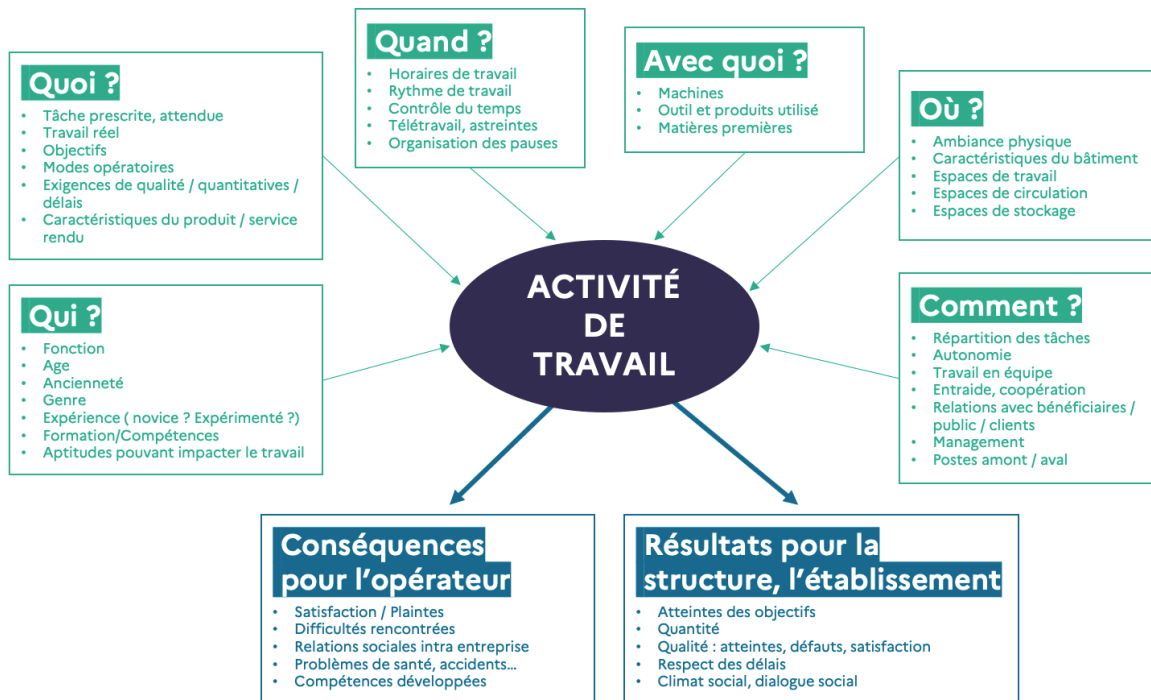 Quoi ?
• Tâche prescrite, attendue
• Travail réel
• Objectifs
• Modes opératoires
• Exigences de qualité / quantitatives /
délais
• Caractéristiques du produit / service
rendu
Quand ?
• Horaires de travail
• Rythme de travail
• Contrôle du temps
• Télétravail, astreintes
• Organisation des pauses
Avec quoi ?
• Machines
• Outil et produits utilisé
• Matières premières
Où ?
• Ambiance physique
• Caractéristiques du bâtiment
• Espaces de travail
• Espaces de circulation
• Espaces de stockage
Qui ?
• Fonction
• Age
• Ancienneté
• Genre
• Expérience ( novice ? Expérimenté ?)
• Formation/Compétences
• Aptitudes pouvant impacter le travail
ACTIVITÉ
DE
TRAVAIL
Comment ?
• Répartition des tâches
• Autonomie
• Travail en équipe
• Entraide, coopération
• Relations avec bénéficiaires /
public / clients
• Management
• Postes amont / aval
Conséquences
pour l'opérateur
• Satisfaction / Plaintes
• Difficultés rencontrées
• Relations sociales intra entreprise
• Problèmes de santé, accidents…
• Compétences développées
Résultats pour la
structure, l'établissement
• Atteintes des objectifs
• Quantité
• Qualité : atteintes, défauts, satisfaction
• Respect des délais
• Climat social, dialogue social